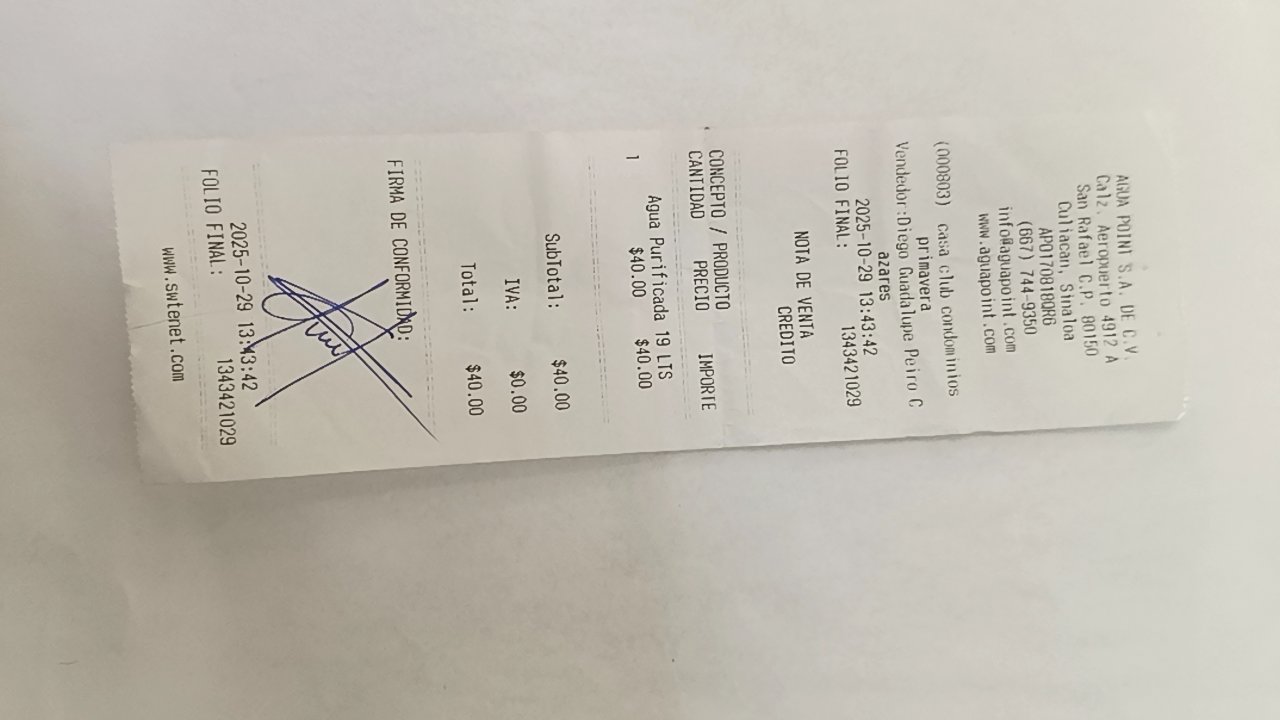 AGUA POINT S.A. DE C.V.
Calz. Aeropuerto 4912 A
San Rafael C.P. 80150
Culiacan, Sinaloa
APO170818QR6
(667) 744-9350
info@aguapoint.com
www.aguapoint.com
(000803) casa club condominios
primavera
Vendedor:Diego Guadalupe Peiro C
azares
2025-10-29 13:43:42
FOLIO FINAL: 1343421029
NOTA DE VENTA
CREDITO
CONCEPTO / PRODUCTO
CANTIDAD PRECIO IMPORTE
Agua Purificada 19 LTS
1 $40.00 $40.00
SubTotal: $40.00
IVA: $0.00
Total: $40.00
FIRMA DE CONFORMIDAD:
2025-10-29 13:43:42
FOLIO FINAL: 1343421029
www.swtenet.com